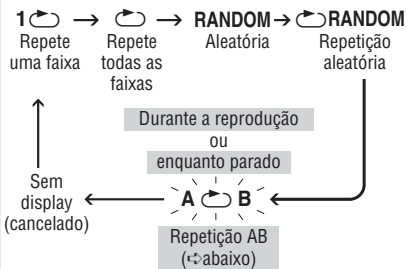 1 → → RANDOM → RANDOM
Repete uma faixa
Repete todas as faixas
Aleatória
Repetição aleatória
Durante a reprodução
ou
enquanto parado
A B
Repetição AB
(➪abaixo)
Sem
display
(cancelado)